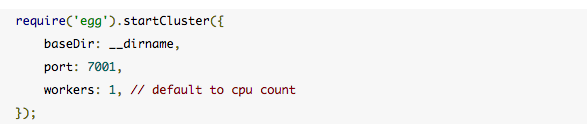 require('egg').startCluster({
    baseDir: __dirname,
    port: 7001,
    workers: 1, // default to cpu count
});